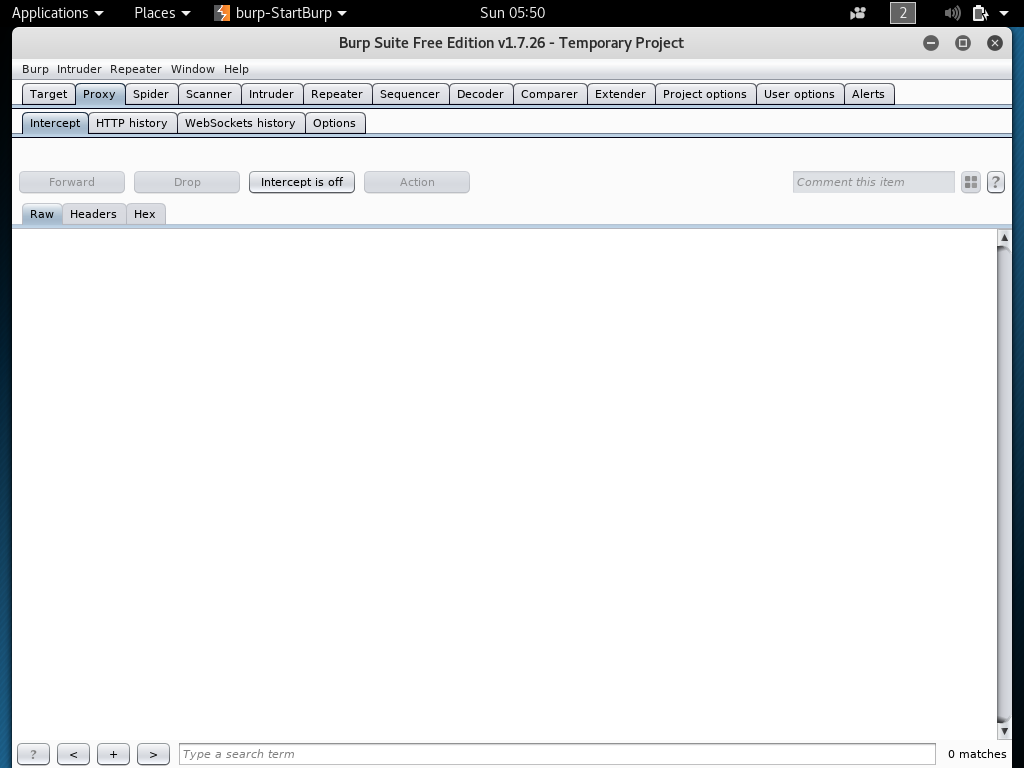 Applications Places burp-StartBurp Sun 05:50 2
Burp Suite Free Edition v1.7.26 - Temporary Project
Burp Intruder Repeater Window Help
Target Proxy Spider Scanner Intruder Repeater Sequencer Decoder Comparer Extender Project options User options Alerts
Intercept HTTP history WebSockets history Options
Forward Drop Intercept is off Action Comment this item ?
Raw Headers Hex
? < + > Type a search term 0 matches